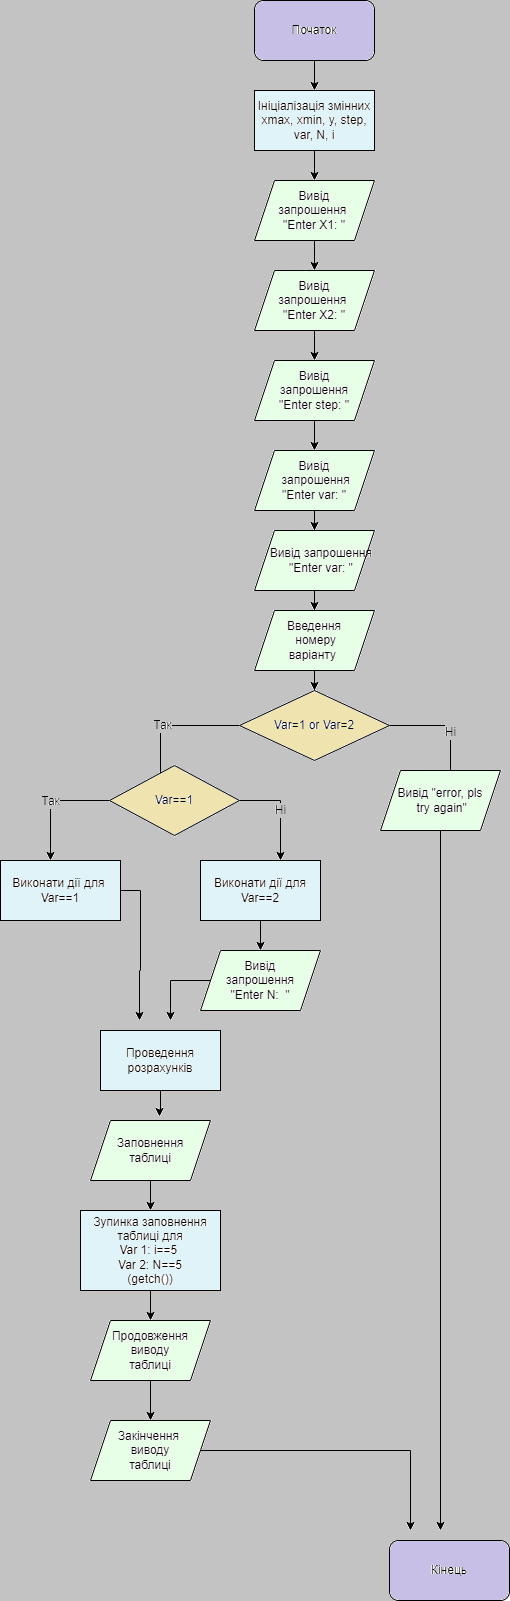 Початок
Ініціалізація змінних
xmax, xmin, y, step,
var, N, i
Вивід
запрошення
"Enter X1: "
Вивід
запрошення
"Enter X2: "
Вивід
запрошення
"Enter step: "
Вивід
запрошення
"Enter var: "
Вивід запрошення
"Enter var: "
Введення
номеру
варіанту
Var=1 or Var=2
Так
Ні
Var==1
Вивід "error, pls
try again"
Так
Ні
Виконати дії для
Var==1
Виконати дії для
Var==2
Вивід
запрошення
"Enter N:  "
Проведення
розрахунків
Заповнення
таблиці
Зупинка заповнення
таблиці для
Var 1: i==5
Var 2: N==5
(getch())
Продовження
виводу
таблиці
Закінчення
виводу
таблиці
Кінець